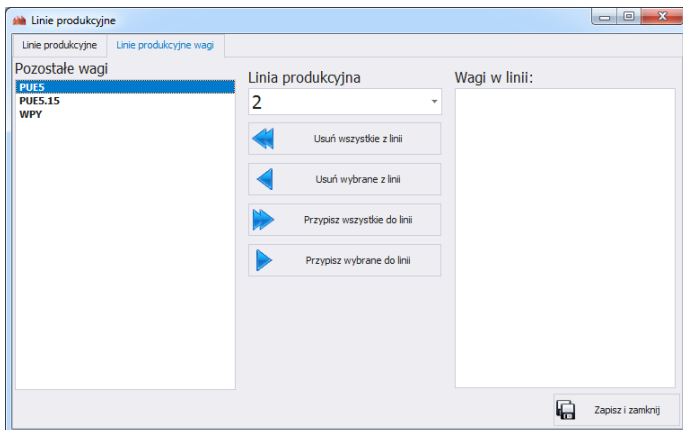 Linie produkcyjne
Linie produkcyjne
Linie produkcyjne wagi
Pozostałe wagi
PUE5
PUE5.15
WPY
Linia produkcyjna
2
Usuń wszystkie z linii
Usuń wybrane z linii
Przypisz wszystkie do linii
Przypisz wybrane do linii
Wagi w linii:
Zapisz i zamknij